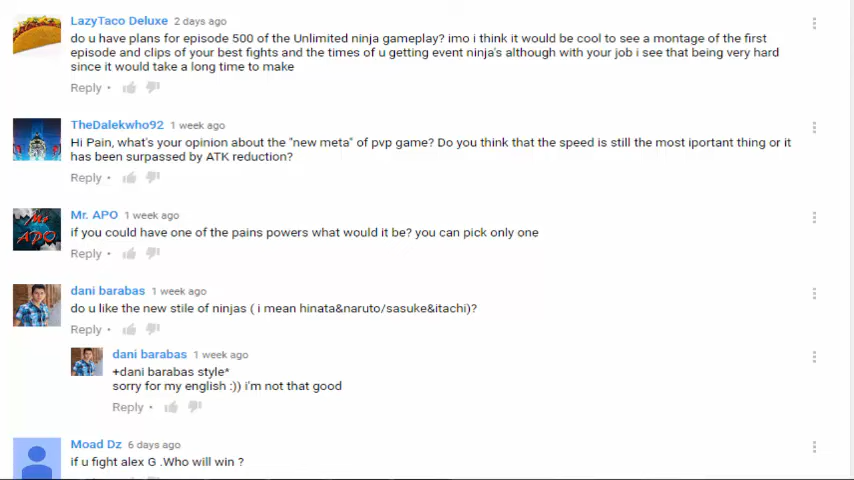 LazyTaco Deluxe 2 days ago
do u have plans for episode 500 of the Unlimited ninja gameplay? imo i think it would be cool to see a montage of the first
episode and clips of your best fights and the times of u getting event ninja's although with your job i see that being very hard
since it would take a long time to make
Reply •
TheDalekwho92 1 week ago
Hi Pain, what's your opinion about the "new meta" of pvp game? Do you think that the speed is still the most iportant thing or it
has been surpassed by ATK reduction?
Reply •
Mr. APO 1 week ago
if you could have one of the pains powers what would it be? you can pick only one
Reply •
dani barabas 1 week ago
do u like the new stile of ninjas ( i mean hinata&naruto/sasuke&itachi)?
Reply •
dani barabas 1 week ago
+dani barabas style*
sorry for my english :)) i'm not that good
Reply •
Moad Dz 6 days ago
if u fight alex G .Who will win ?